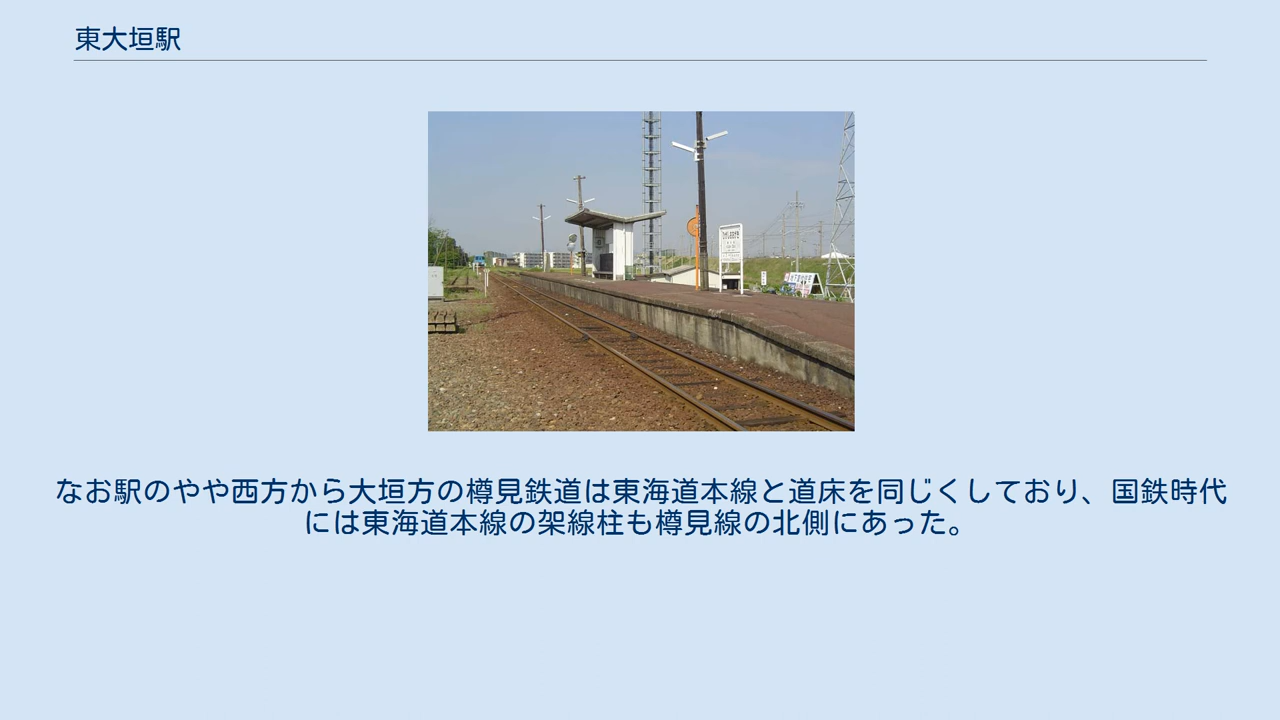 東大垣駅
なお駅のやや西方から大垣方の樽見鉄道は東海道本線と道床を同じくしており、国鉄時代
には東海道本線の架線柱も樽見線の北側にあった。